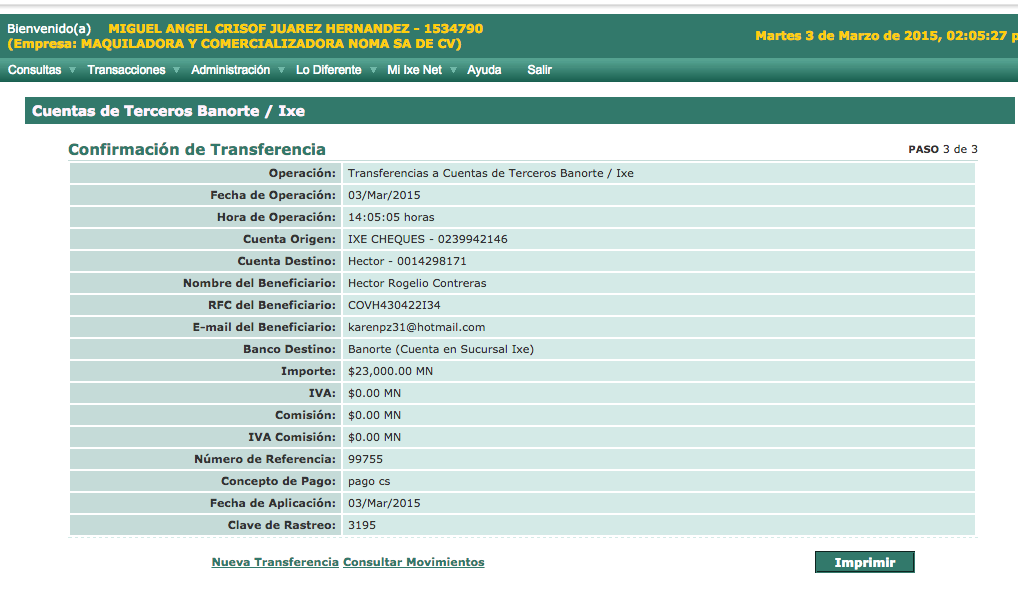 Bienvenido(a) MIGUEL ANGEL CRISOF JUAREZ HERNANDEZ - 1534790
(Empresa: MAQUILADORA Y COMERCIALIZADORA NOMA SA DE CV)
Martes 3 de Marzo de 2015, 02:05:27 p
Consultas Transacciones Administración Lo Diferente Mi Ixe Net Ayuda Salir
Cuentas de Terceros Banorte / Ixe
Confirmación de Transferencia PASO 3 de 3
Operación: Transferencias a Cuentas de Terceros Banorte / Ixe
Fecha de Operación: 03/Mar/2015
Hora de Operación: 14:05:05 horas
Cuenta Origen: IXE CHEQUES - 0239942146
Cuenta Destino: Hector - 0014298171
Nombre del Beneficiario: Hector Rogelio Contreras
RFC del Beneficiario: COVH430422I34
E-mail del Beneficiario: karenpz31@hotmail.com
Banco Destino: Banorte (Cuenta en Sucursal Ixe)
Importe: $23,000.00 MN
IVA: $0.00 MN
Comisión: $0.00 MN
IVA Comisión: $0.00 MN
Número de Referencia: 99755
Concepto de Pago: pago cs
Fecha de Aplicación: 03/Mar/2015
Clave de Rastreo: 3195
Nueva Transferencia Consultar Movimientos Imprimir